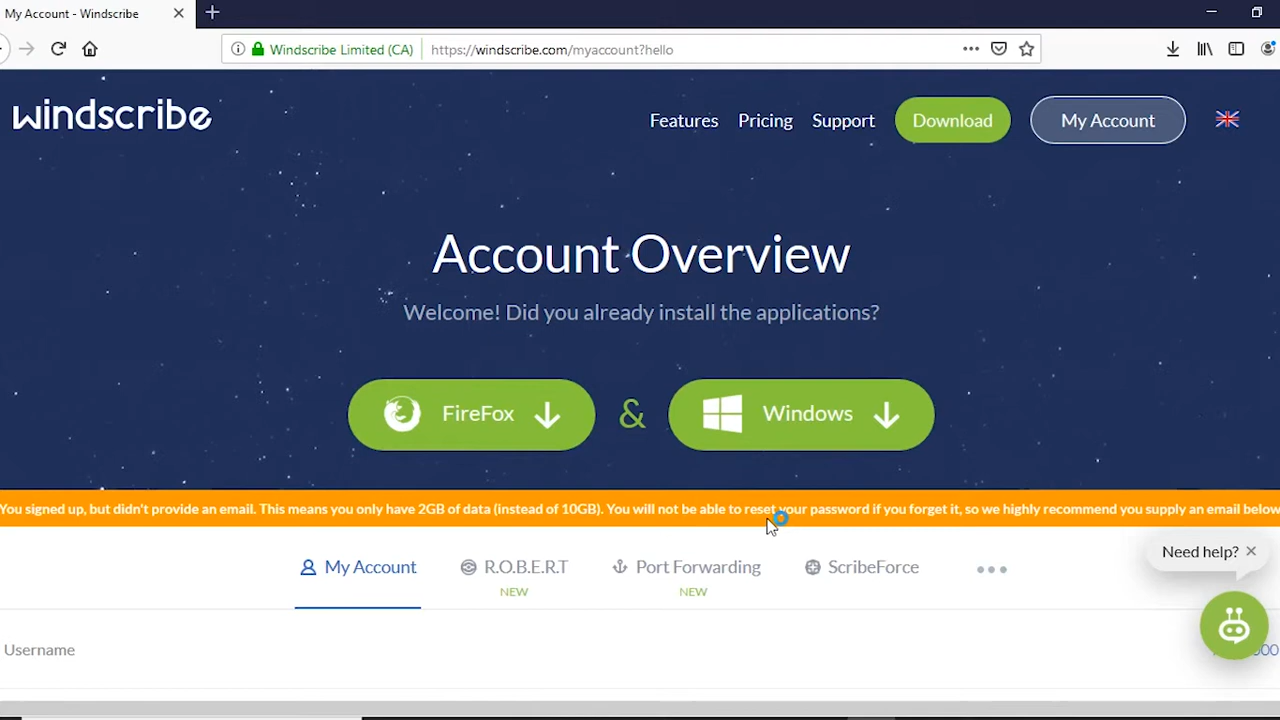 My Account - Windscribe
Windscribe Limited (CA) https://windscribe.com/myaccount?hello
windscribe
Features Pricing Support Download My Account
Account Overview
Welcome! Did you already install the applications?
FireFox & Windows
You signed up, but didn't provide an email. This means you only have 2GB of data (instead of 10GB). You will not be able to reset your password if you forget it, so we highly recommend you supply an email below
Need help?
My Account R.O.B.E.R.T Port Forwarding ScribeForce
NEW NEW
Username